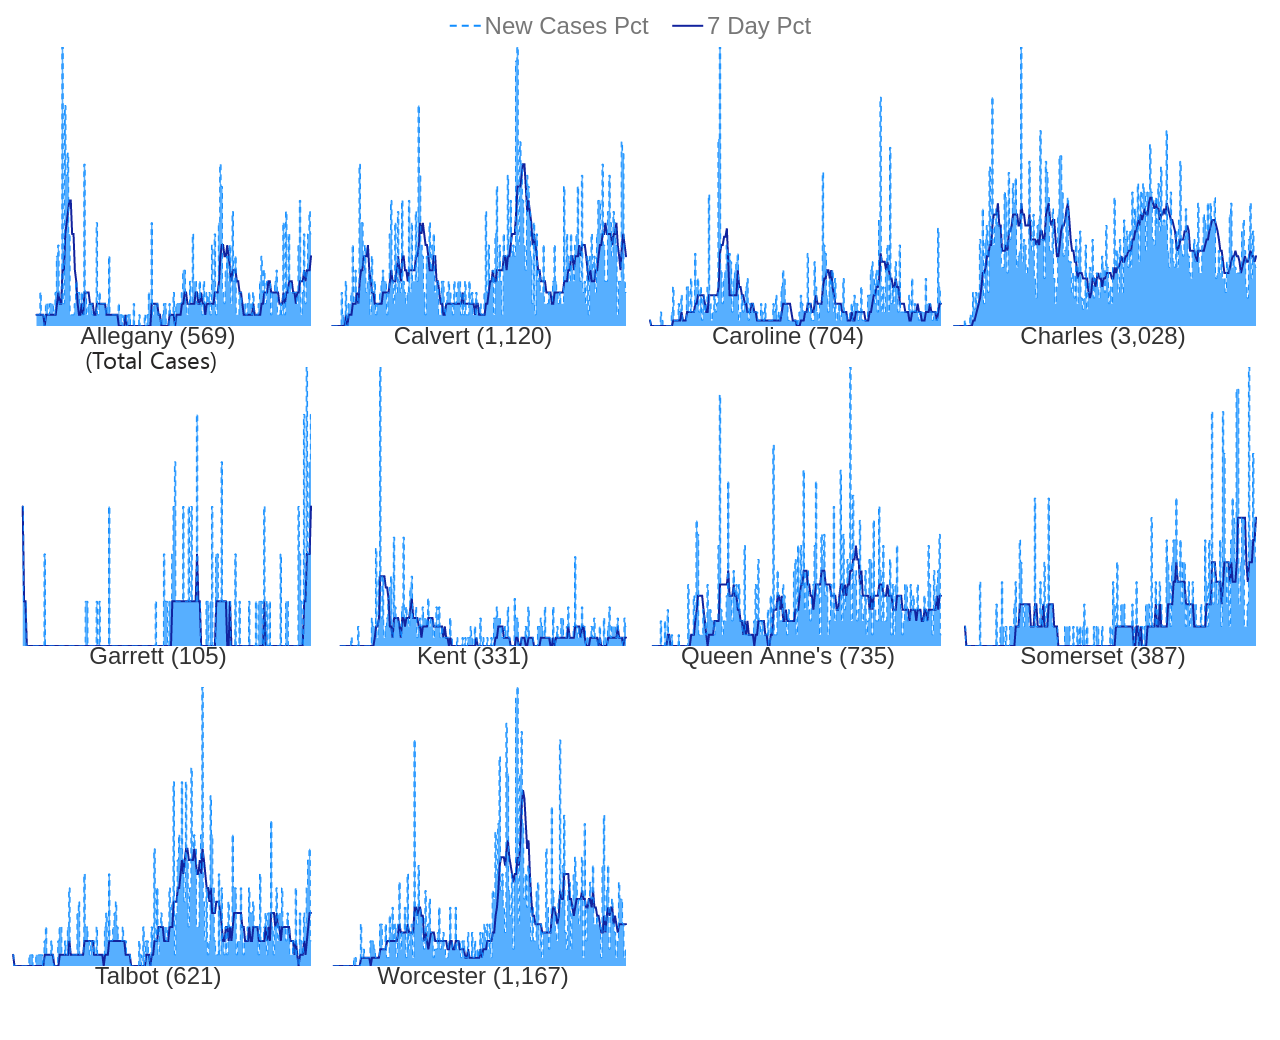 New Cases Pct 7 Day Pct
Allegany (569) Calvert (1,120) Caroline (704) Charles (3,028)
(Total Cases)
Garrett (105) Kent (331) Queen Anne's (735) Somerset (387)
Talbot (621) Worcester (1,167)